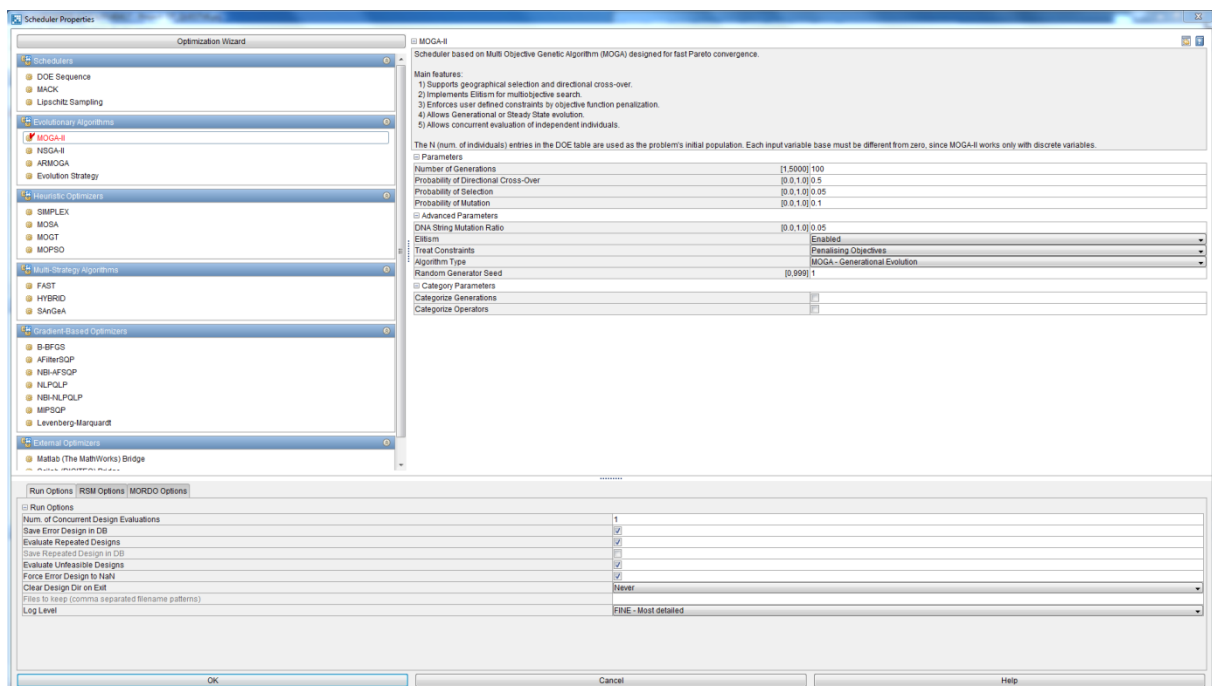 Scheduler Properties
Optimization Wizard
Schedulers
DOE Sequence
MACK
Lipschitz Sampling
Evolutionary Algorithms
MOGA-II
NSGA-II
ARMOGA
Evolution Strategy
Heuristic Optimizers
SIMPLEX
MOSA
MOGT
MOPSO
Multi-Strategy Algorithms
FAST
HYBRID
SAnGeA
Gradient-Based Optimizers
B-BFGS
AFilterSQP
NBI-AFSQP
NLPQLP
NBI-NLPQLP
MIPSQP
Levenberg-Marquardt
External Optimizers
Matlab (The MathWorks) Bridge
MOGA-II
Scheduler based on Multi Objective Genetic Algorithm (MOGA) designed for fast Pareto convergence.
Main features:
1) Supports geographical selection and directional cross-over.
2) Implements Elitism for multiobjective search.
3) Enforces user defined constraints by objective function penalization.
4) Allows Generational or Steady State evolution.
5) Allows concurrent evaluation of independent individuals.
The N (num. of individuals) entries in the DOE table are used as the problem's initial population. Each input variable base must be different from zero, since MOGA-II works only with discrete variables.
Parameters
Number of Generations [1,5000] 100
Probability of Directional Cross-Over [0.0,1.0] 0.5
Probability of Selection [0.0,1.0] 0.05
Probability of Mutation [0.0,1.0] 0.1
Advanced Parameters
DNA String Mutation Ratio [0.0,1.0] 0.05
Elitism Enabled
Treat Constraints Penalising Objectives
Algorithm Type MOGA - Generational Evolution
Random Generator Seed [0,999] 1
Category Parameters
Categorize Generations
Categorize Operators
Run Options RSM Options MORDO Options
Run Options
Num. of Concurrent Design Evaluations 1
Save Error Design in DB
Evaluate Repeated Designs
Save Repeated Design in DB
Evaluate Unfeasible Designs
Force Error Design to NaN
Clear Design Dir on Exit Never
Files to keep (comma separated filename patterns)
Log Level FINE - Most detailed
OK Cancel Help